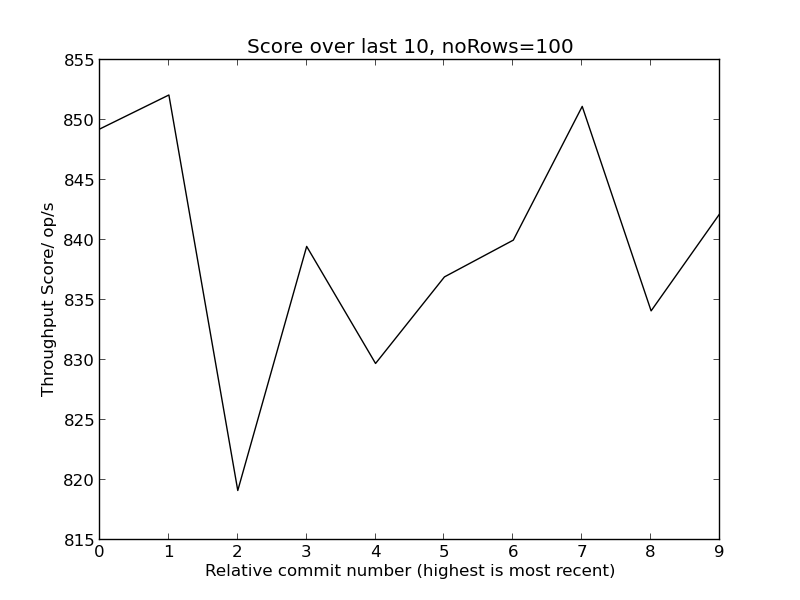 Score over last 10, noRows=100
855
850
845
840
835
830
825
820
815
Throughput Score/ op/s
0 1 2 3 4 5 6 7 8 9
Relative commit number (highest is most recent)